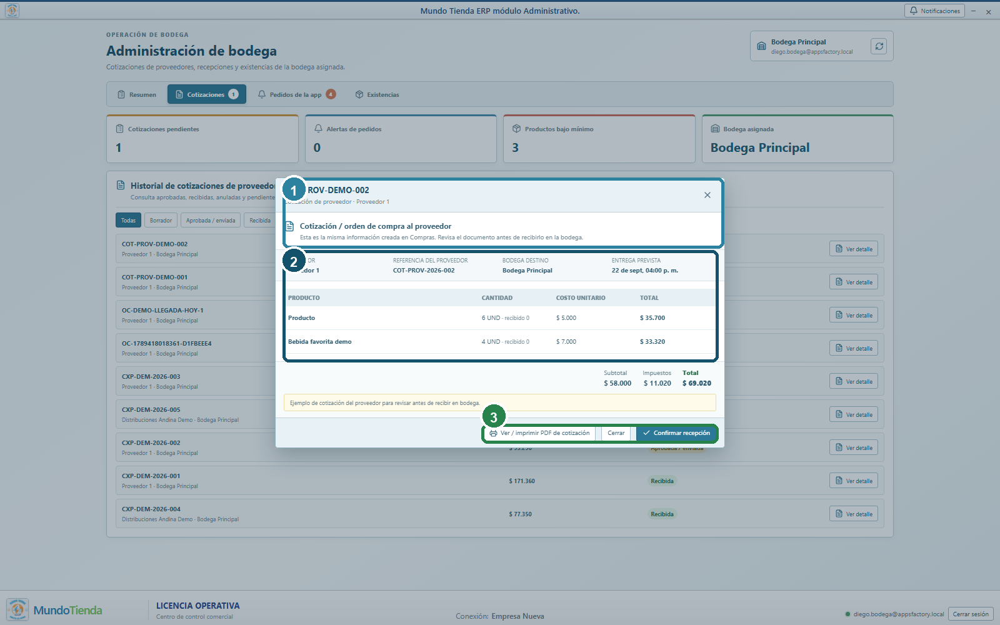 Mundo Tienda ERP módulo Administrativo.
Notificaciones
OPERACIÓN DE BODEGA
Administración de bodega
Cotizaciones de proveedores, recepciones y existencias de la bodega asignada.
Bodega Principal
diego.bodega@appsfactory.local
Resumen
Cotizaciones 1
Pedidos de la app 4
Existencias
Cotizaciones pendientes
1
Alertas de pedidos
0
Productos bajo mínimo
3
Bodega asignada
Bodega Principal
Historial de cotizaciones de proveedor
Consulta aprobadas, recibidas, anuladas y pendiente
Todas
Borrador
Aprobada / enviada
Recibida
COT-PROV-DEMO-002
Proveedor 1 · Bodega Principal
Ver detalle
COT-PROV-DEMO-001
Proveedor 1 · Bodega Principal
Ver detalle
OC-DEMO-LLEGADA-HOY-1
Proveedor 1 · Bodega Principal
Ver detalle
OC-1789418018361-D1FBEEE4
Proveedor 1 · Bodega Principal
Ver detalle
CXP-DEM-2026-003
Proveedor 1 · Bodega Principal
Ver detalle
CXP-DEM-2026-005
Distribuciones Andina Demo · Bodega Principal
Ver detalle
CXP-DEM-2026-002
Proveedor 1 · Bodega Principal
Aprobada / enviada
Ver detalle
CXP-DEM-2026-001
Proveedor 1 · Bodega Principal
$ 171.360
Recibida
Ver detalle
CXP-DEM-2026-004
Distribuciones Andina Demo · Bodega Principal
$ 77.350
Recibida
Ver detalle
1
ROV-DEMO-002
ción de proveedor · Proveedor 1
Cotización / orden de compra al proveedor
Esta es la misma información creada en Compras. Revisa el documento antes de recibirlo en la bodega.
2
OR
edor 1
REFERENCIA DEL PROVEEDOR
COT-PROV-2026-002
BODEGA DESTINO
Bodega Principal
ENTREGA PREVISTA
22 de sept, 04:00 p. m.
PRODUCTO CANTIDAD COSTO UNITARIO TOTAL
Producto 6 UND · recibido 0 $ 5.000 $ 35.700
Bebida favorita demo 4 UND · recibido 0 $ 7.000 $ 33.320
Subtotal Impuestos Total
$ 58.000 $ 11.020 $ 69.020
Ejemplo de cotización del proveedor para revisar antes de recibir en bodega.
3
Ver / imprimir PDF de cotización
Cerrar
Confirmar recepción
MundoTienda
LICENCIA OPERATIVA
Centro de control comercial
Conexión: Empresa Nueva
diego.bodega@appsfactory.local
Cerrar sesión